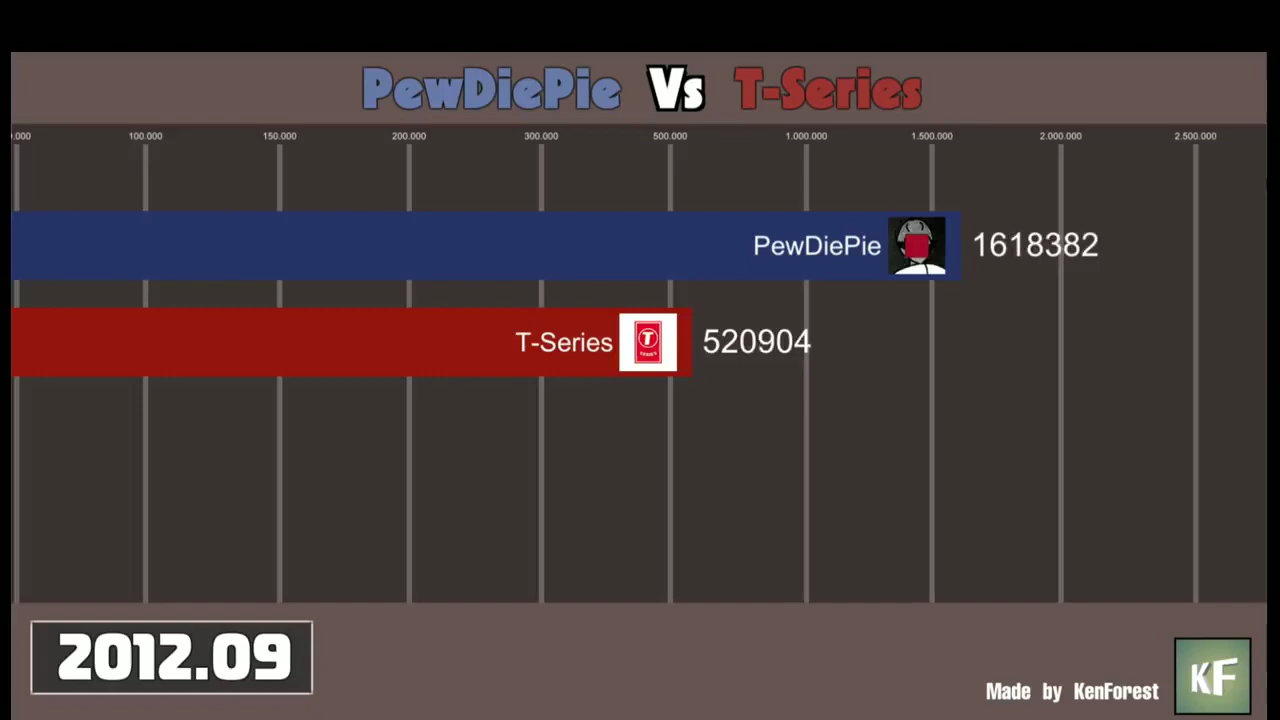 PewDiePie Vs T-Series
.000 100.000 150.000 200.000 300.000 500.000 1.000.000 1.500.000 2.000.000 2.500.000
PewDiePie 1618382
T-Series T 520904
2012.09
Made by KenForest KF